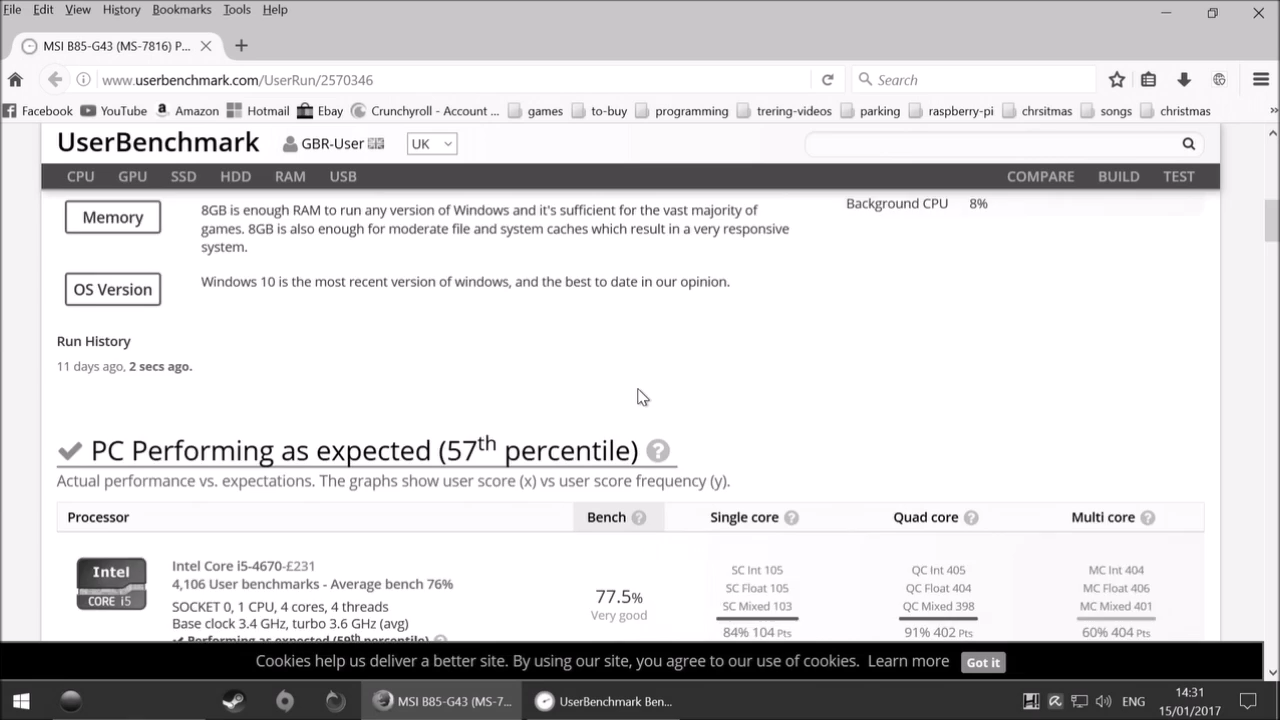 File Edit View History Bookmarks Tools Help
MSI B85-G43 (MS-7816) P...
www.userbenchmark.com/UserRun/2570346
Search
Facebook YouTube Amazon Hotmail Ebay Crunchyroll - Account ... games to-buy programming trering-videos parking raspberry-pi chrsitmas songs christmas
UserBenchmark GBR-User UK
CPU GPU SSD HDD RAM USB COMPARE BUILD TEST
Memory
8GB is enough RAM to run any version of Windows and it's sufficient for the vast majority of
games. 8GB is also enough for moderate file and system caches which result in a very responsive
system.
Background CPU 8%
OS Version
Windows 10 is the most recent version of windows, and the best to date in our opinion.
Run History
11 days ago, 2 secs ago.
PC Performing as expected (57th percentile) ?
Actual performance vs. expectations. The graphs show user score (x) vs user score frequency (y).
Processor Bench ? Single core ? Quad core ? Multi core ?
Intel CORE i5
Intel Core i5-4670-£231
4,106 User benchmarks - Average bench 76%
SOCKET 0, 1 CPU, 4 cores, 4 threads
Base clock 3.4 GHz, turbo 3.6 GHz (avg)
Performing as expected (59th percentile)
77.5%
Very good
SC Int 105
SC Float 105
SC Mixed 103
84% 104 Pts
QC Int 405
QC Float 404
QC Mixed 398
91% 402 Pts
MC Int 404
MC Float 406
MC Mixed 401
60% 404 Pts
Cookies help us deliver a better site. By using our site, you agree to our use of cookies. Learn more Got it
MSI B85-G43 (MS-7... UserBenchmark Ben... ENG 14:31
15/01/2017